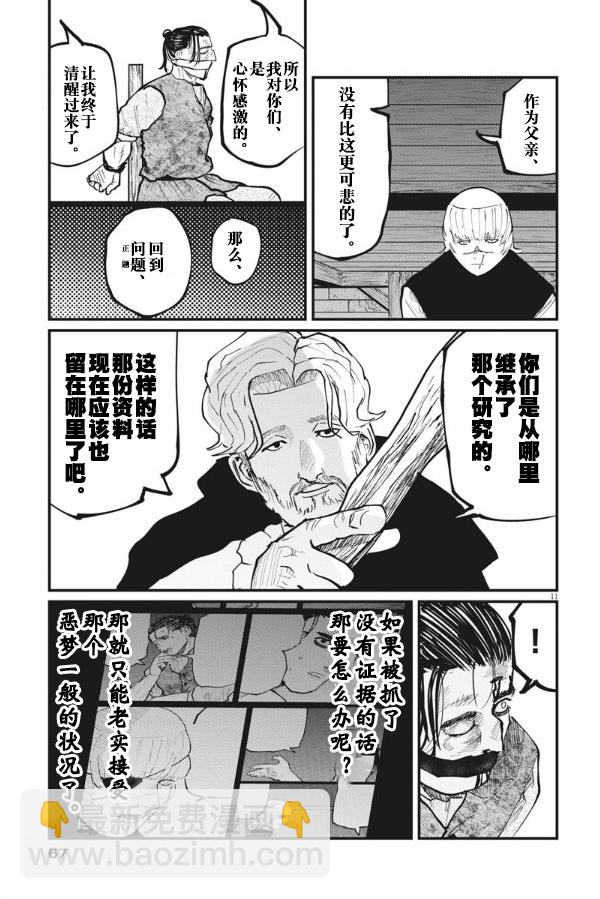 作为父亲、
没有比这更可悲的了。
所以
我对你们、
是
心怀感激的。
让我终于
清醒过来了。
那么、
回到
问题、
正题
你们是从哪里
继承了
那个研究的。
这样的话
那份资料
现在应该也
留在哪里了吧。
11
！
如果被抓了
没有证据的话
那要怎么办呢？
那就只能老实接受
那个
恶梦一般的状况了。
最新免费漫画
www.baozimh.com
67